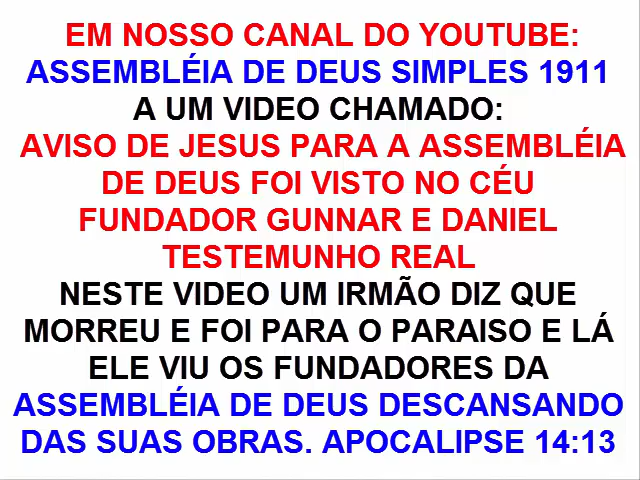 EM NOSSO CANAL DO YOUTUBE:
ASSEMBLÉIA DE DEUS SIMPLES 1911
A UM VIDEO CHAMADO:
AVISO DE JESUS PARA A ASSEMBLÉIA
DE DEUS FOI VISTO NO CÉU
FUNDADOR GUNNAR E DANIEL
TESTEMUNHO REAL
NESTE VIDEO UM IRMÃO DIZ QUE
MORREU E FOI PARA O PARAISO E LÁ
ELE VIU OS FUNDADORES DA
ASSEMBLÉIA DE DEUS DESCANSANDO
DAS SUAS OBRAS. APOCALIPSE 14:13